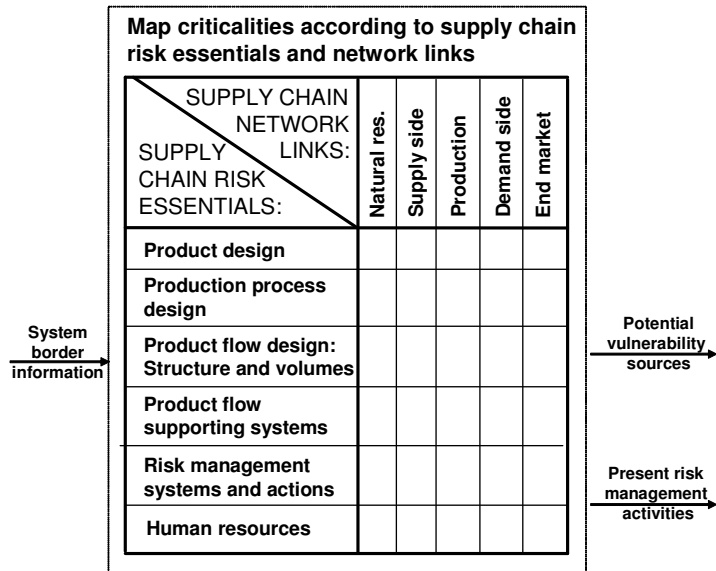 Map criticalities according to supply chain
risk essentials and network links
SUPPLY CHAIN
NETWORK
LINKS:
SUPPLY
CHAIN RISK
ESSENTIALS:
Natural res.
Supply side
Production
Demand side
End market
Product design
Production process
design
Product flow design:
Structure and volumes
Product flow
supporting systems
Risk management
systems and actions
Human resources
System
border
information
Potential
vulnerability
sources
Present risk
management
activities